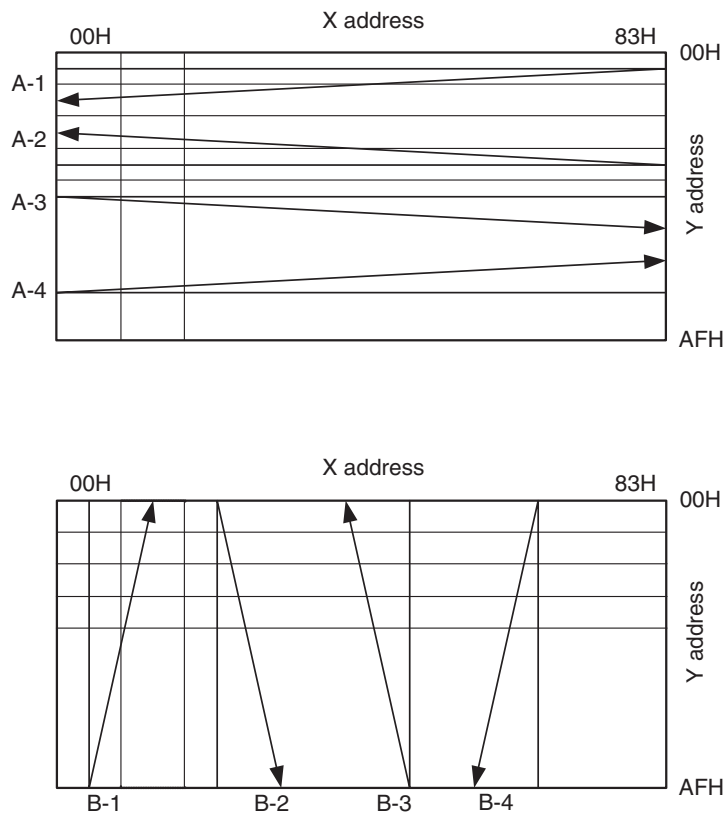 X address
00H 83H 00H
A-1
A-2
A-3
A-4
Y address
AFH
X address
00H 83H
00H
Y address
AFH
B-1 B-2 B-3 B-4